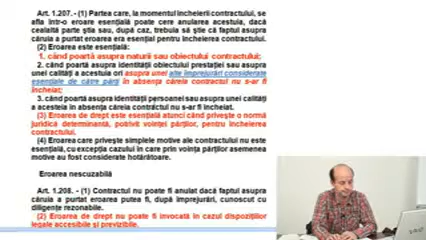 Art. 1.207. - (1) Partea care, la momentul încheierii contractului, se
afla într-o eroare esenţială poate cere anularea acestuia, dacă
cealaltă parte ştia sau, după caz, trebuia să ştie că faptul asupra
căruia a purtat eroarea era esenţial pentru încheierea contractului.
(2) Eroarea este esenţială:
1. când poartă asupra naturii sau obiectului contractului;
2. când poartă asupra identităţii obiectului prestaţiei sau asupra
unei calităţi a acestuia ori asupra unei alte împrejurări considerate
esenţiale de către părţi în absenţa căreia contractul nu s-ar fi
încheiat;
3. când poartă asupra identităţii persoanei sau asupra unei calităţi
a acesteia în absenţa căreia contractul nu s-ar fi încheiat.
(3) Eroarea de drept este esenţială atunci când priveşte o normă
juridică determinantă, potrivit voinţei părţilor, pentru încheierea
contractului.
(4) Eroarea care priveşte simplele motive ale contractului nu este
esenţială, cu excepţia cazului în care prin voinţa părţilor asemenea
motive au fost considerate hotărâtoare.
Eroarea nescuzabilă
Art. 1.208. - (1) Contractul nu poate fi anulat dacă faptul asupra
căruia a purtat eroarea putea fi, după împrejurări, cunoscut cu
diligenţe rezonabile.
(2) Eroarea de drept nu poate fi invocată în cazul dispoziţiilor
legale accesibile şi previzibile.